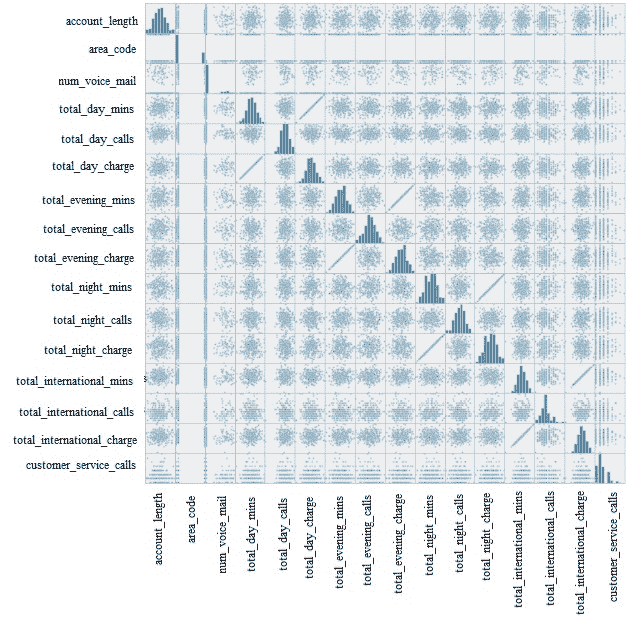 account_length
area_code
num_voice_mail
total_day_mins
total_day_calls
total_day_charge
total_evening_mins
total_evening_calls
total_evening_charge
total_night_mins
total_night_calls
total_night_charge
total_international_mins
total_international_calls
total_international_charge
customer_service_calls
account_length
area_code
num_voice_mail
total_day_mins
total_day_calls
total_day_charge
total_evening_mins
total_evening_calls
total_evening_charge
total_night_mins
total_night_calls
total_night_charge
total_international_mins
total_international_calls
total_international_charge
customer_service_calls